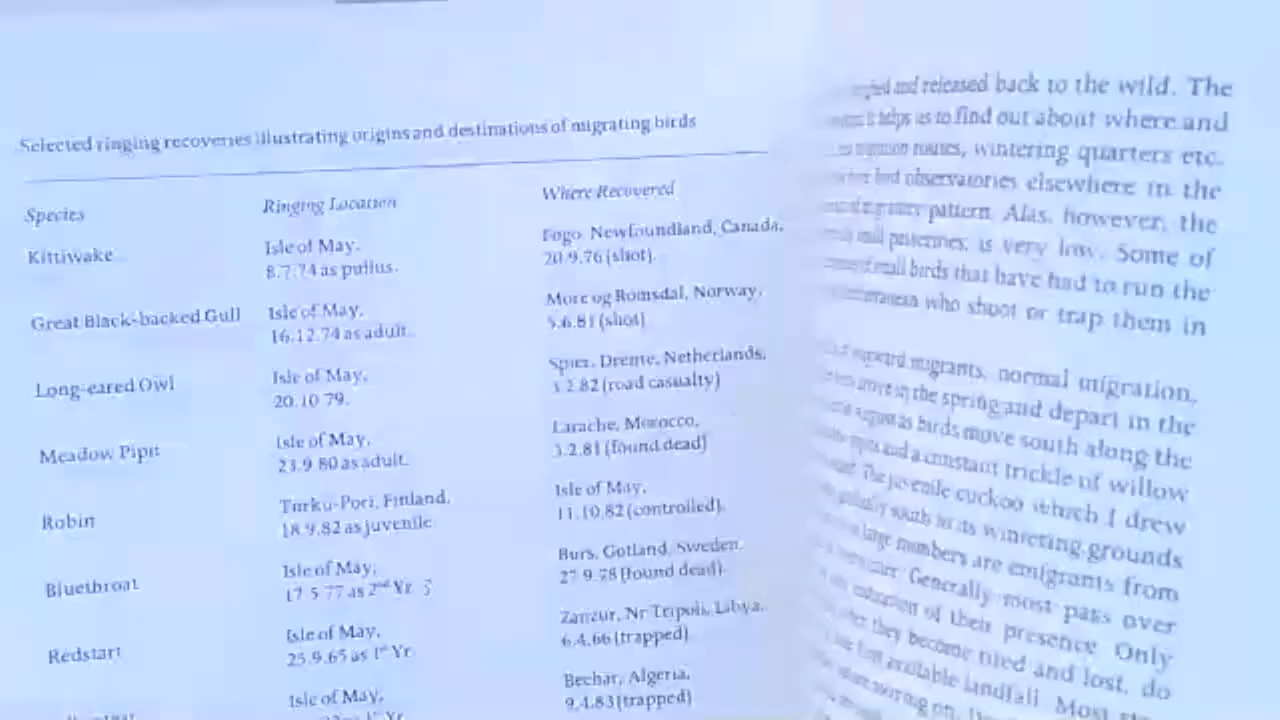 Selected ringing recoveries illustrating origins and destinations of migrating birds
Species Ringing Location Where Recovered
Kittiwake Isle of May, Fogo, Newfoundland, Canada,
8.7.74 as pullus. 20.9.76 (shot).
Great Black-backed Gull Isle of May, More og Romsdal, Norway,
16.12.74 as adult. 5.6.81 (shot)
Long-eared Owl Isle of May, Spier, Drente, Netherlands,
20.10.79. 3.2.82 (road casualty)
Meadow Pipit Isle of May, Larache, Morocco,
23.9.80 as adult. 3.2.81 (found dead)
Robin Turku-Pori, Finland, Isle of May,
18.9.82 as juvenile 11.10.82 (controlled).
Bluethroat Isle of May, Burs, Gotland, Sweden,
17.5.77 as 2nd Yr. 27.9.78 (found dead)
Redstart Isle of May, Zanzur, Nr Tripoli, Libya,
25.9.65 as 1st Yr 6.4.66 (trapped)
Isle of May, Bechar, Algeria,
1st Yr 9.4.83 (trapped)
and released back to the wild. The
helps us to find out about where and
routes, wintering quarters etc.
bird observatories elsewhere in the
pattern. Alas, however, the
small passerines, is very low. Some of
small birds that have had to run the
who shoot or trap them in
migrants, normal migration,
in the spring and depart in the
August as birds move south along the
and a constant trickle of willow
The juvenile cuckoo which I drew
south to its wintering grounds
large numbers are emigrants from
Generally most pass over
indication of their presence. Only
they become tired and lost, do
first available landfall. Most
moving on.